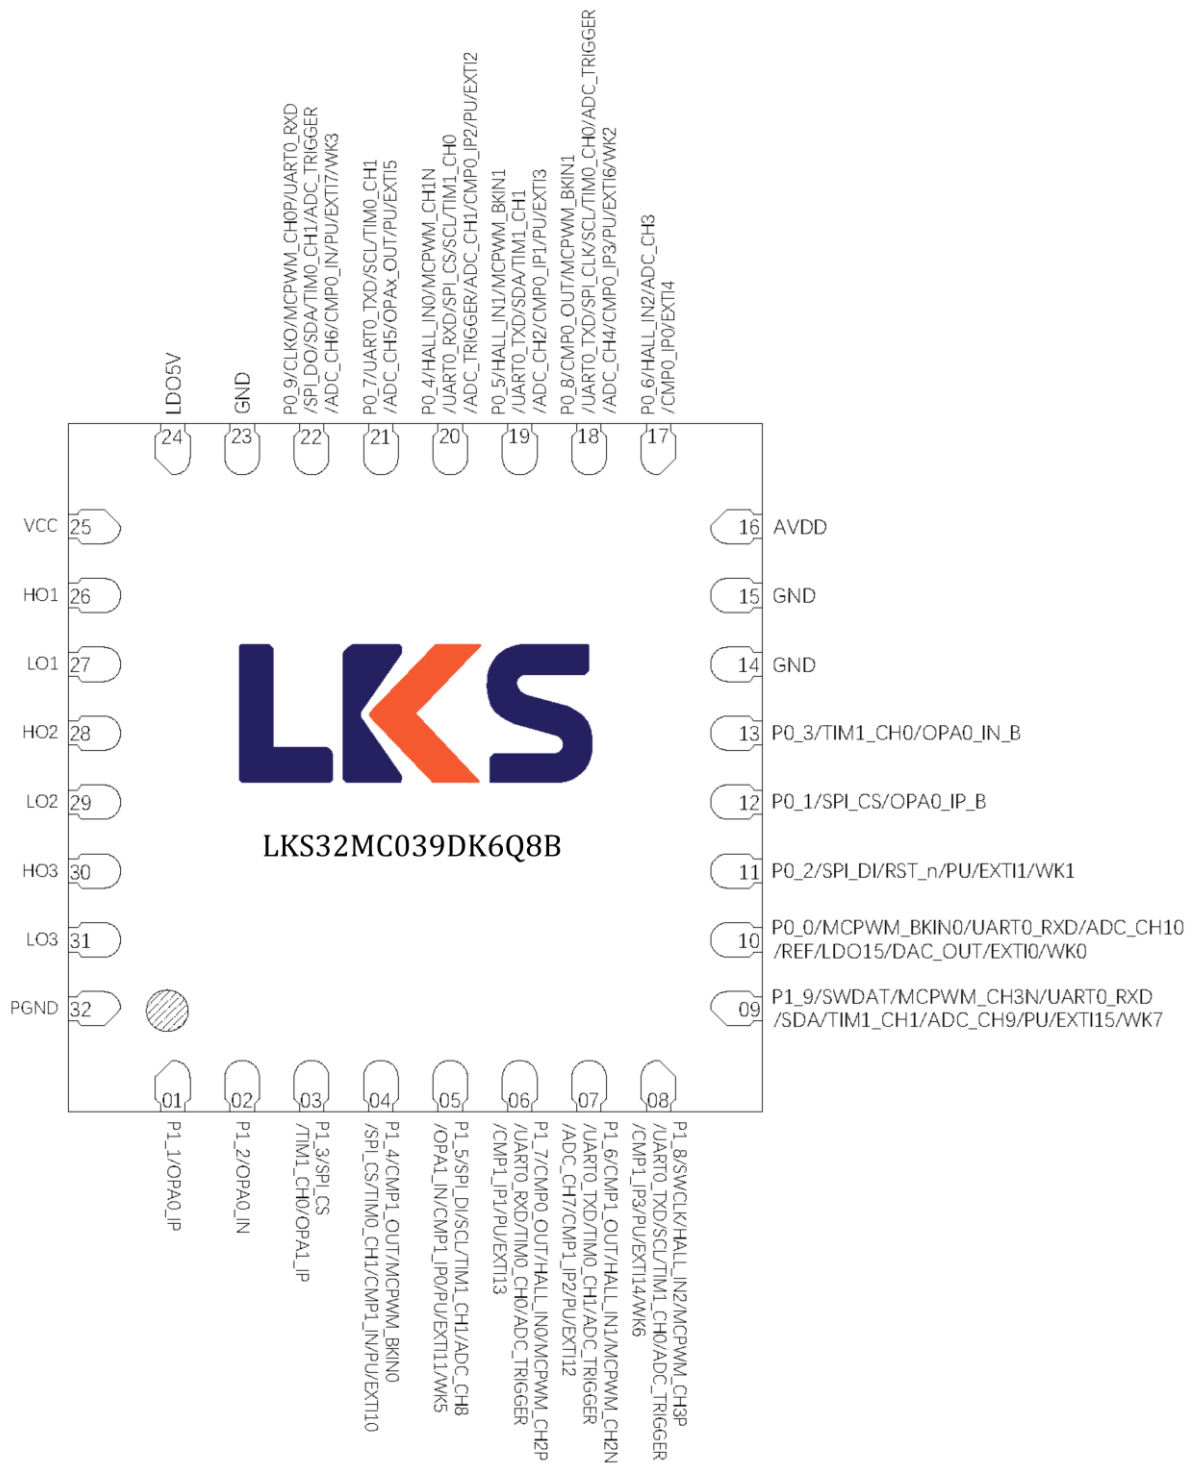 P0_9/CLKO/MCPWM_CH0P/UART0_RXD
/SPI_DO/SDA/TIM0_CH1/ADC_TRIGGER
/ADC_CH6/CMP0_IN/PU/EXTI7/WK3
P0_7/UART0_TXD/SCL/TIM0_CH1
/ADC_CH5/OPAx_OUT/PU/EXTI5
P0_4/HALL_IN0/MCPWM_CH1N
/UART0_RXD/SPI_CS/SCL/TIM1_CH0
/ADC_TRIGGER/ADC_CH1/CMP0_IP2/PU/EXTI2
P0_5/HALL_IN1/MCPWM_BKIN1
/UART0_TXD/SDA/TIM1_CH1
/ADC_CH2/CMP0_IP1/PU/EXTI3
P0_8/CMP0_OUT/MCPWM_BKIN1
/UART0_TXD/SPI_CLK/SCL/TIM0_CH0/ADC_TRIGGER
/ADC_CH4/CMP0_IP3/PU/EXTI6/WK2
P0_6/HALL_IN2/ADC_CH3
/CMP0_IP0/EXTI4
LDO5V
GND
24
23
22
21
20
19
18
17
VCC 25
HO1 26
LO1 27
HO2 28
LO2 29
HO3 30
LO3 31
PGND 32
LKS
LKS32MC039DK6Q8B
16 AVDD
15 GND
14 GND
13 P0_3/TIM1_CH0/OPA0_IN_B
12 P0_1/SPI_CS/OPA0_IP_B
11 P0_2/SPI_DI/RST_n/PU/EXTI1/WK1
10 P0_0/MCPWM_BKIN0/UART0_RXD/ADC_CH10
/REF/LDO15/DAC_OUT/EXTI0/WK0
09 P1_9/SWDAT/MCPWM_CH3N/UART0_RXD
/SDA/TIM1_CH1/ADC_CH9/PU/EXTI15/WK7
01
02
03
04
05
06
07
08
P1_1/OPA0_IP
P1_2/OPA0_IN
P1_3/SPI_CS
/TIM1_CH0/OPA1_IP
P1_4/CMP1_OUT/MCPWM_BKIN0
/SPI_CS/TIM0_CH1/CMP1_IN/PU/EXTI10
P1_5/SPI_DI/SCL/TIM1_CH1/ADC_CH8
/OPA1_IN/CMP1_IP0/PU/EXTI11/WK5
P1_7/CMP0_OUT/HALL_IN0/MCPWM_CH2P
/UART0_RXD/TIM0_CH0/ADC_TRIGGER
/CMP1_IP1/PU/EXTI13
P1_6/CMP1_OUT/HALL_IN1/MCPWM_CH2N
/UART0_TXD/TIM0_CH1/ADC_TRIGGER
/ADC_CH7/CMP1_IP2/PU/EXTI12
P1_8/SWCLK/HALL_IN2/MCPWM_CH3P
/UART0_TXD/SCL/TIM1_CH0/ADC_TRIGGER
/CMP1_IP3/PU/EXTI14/WK6